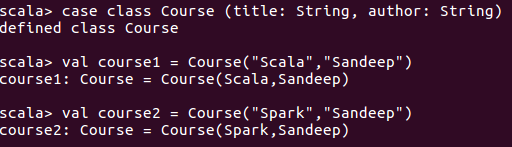 scala> case class Course (title: String, author: String)
defined class Course
scala> val course1 = Course("Scala","Sandeep")
course1: Course = Course(Scala,Sandeep)
scala> val course2 = Course("Spark","Sandeep")
course2: Course = Course(Spark,Sandeep)